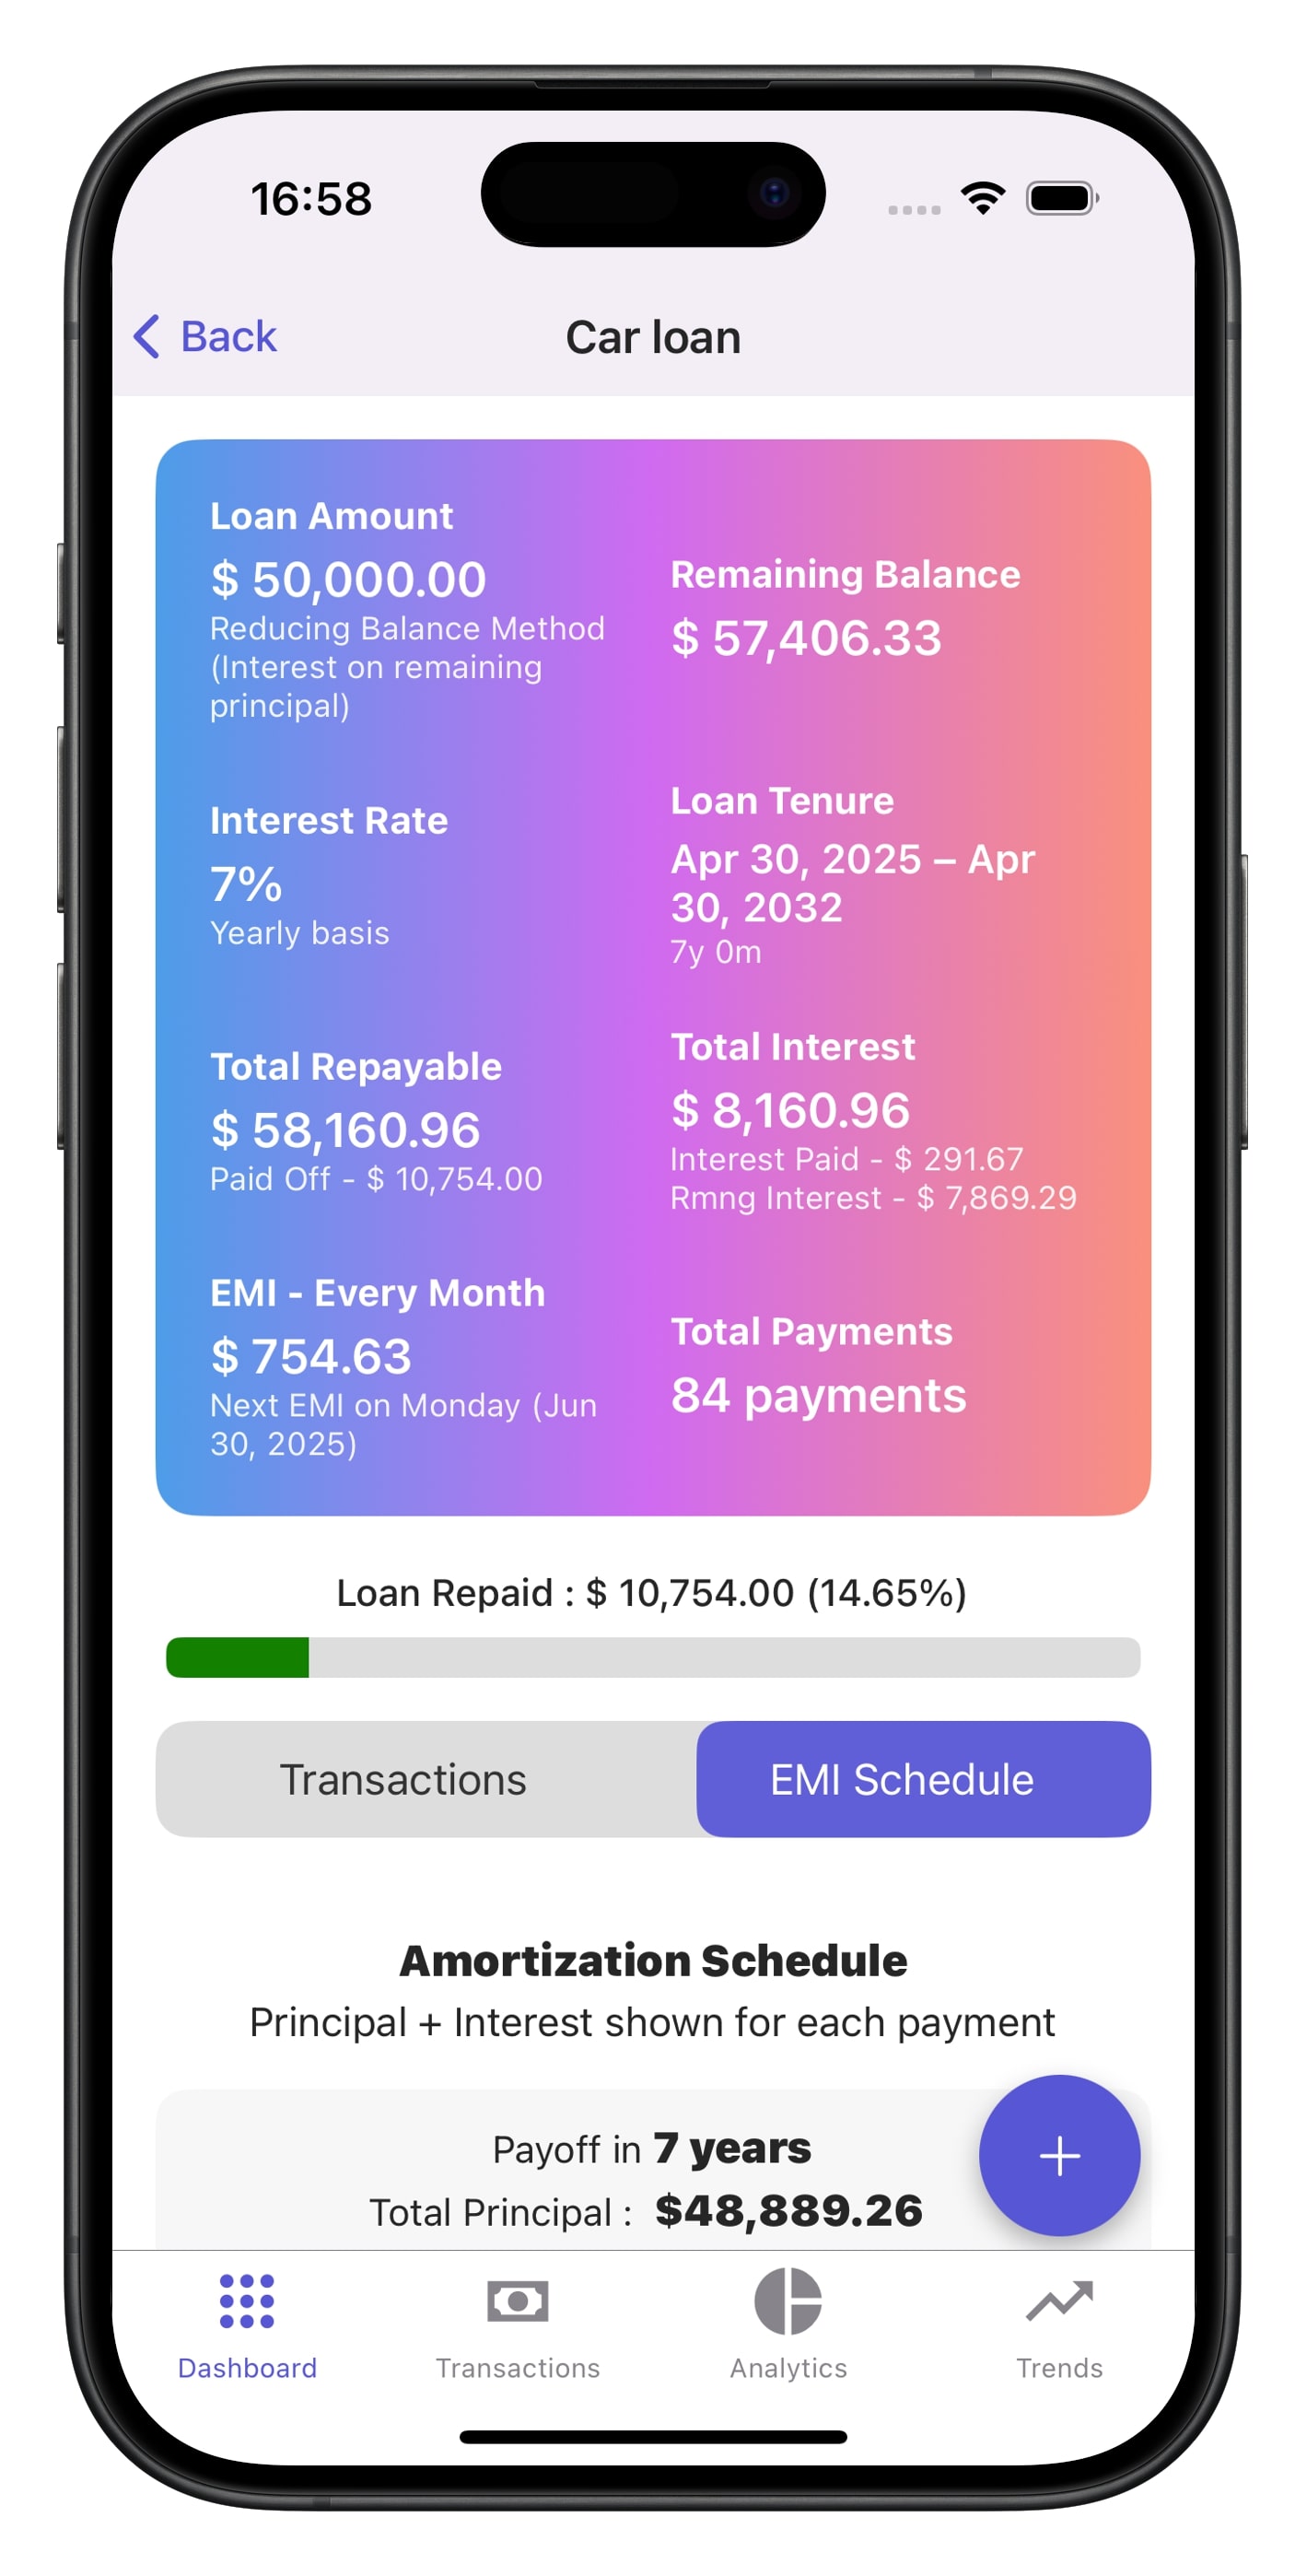 16:58
Back
Car loan
Loan Amount
$ 50,000.00
Reducing Balance Method
(Interest on remaining
principal)
Remaining Balance
$ 57,406.33
Interest Rate
7%
Yearly basis
Loan Tenure
Apr 30, 2025 – Apr
30, 2032
7y 0m
Total Repayable
$ 58,160.96
Paid Off - $ 10,754.00
Total Interest
$ 8,160.96
Interest Paid - $ 291.67
Rmng Interest - $ 7,869.29
EMI - Every Month
$ 754.63
Next EMI on Monday (Jun
30, 2025)
Total Payments
84 payments
Loan Repaid : $ 10,754.00 (14.65%)
Transactions
EMI Schedule
Amortization Schedule
Principal + Interest shown for each payment
Payoff in 7 years
Total Principal : $48,889.26
+
Dashboard
Transactions
Analytics
Trends